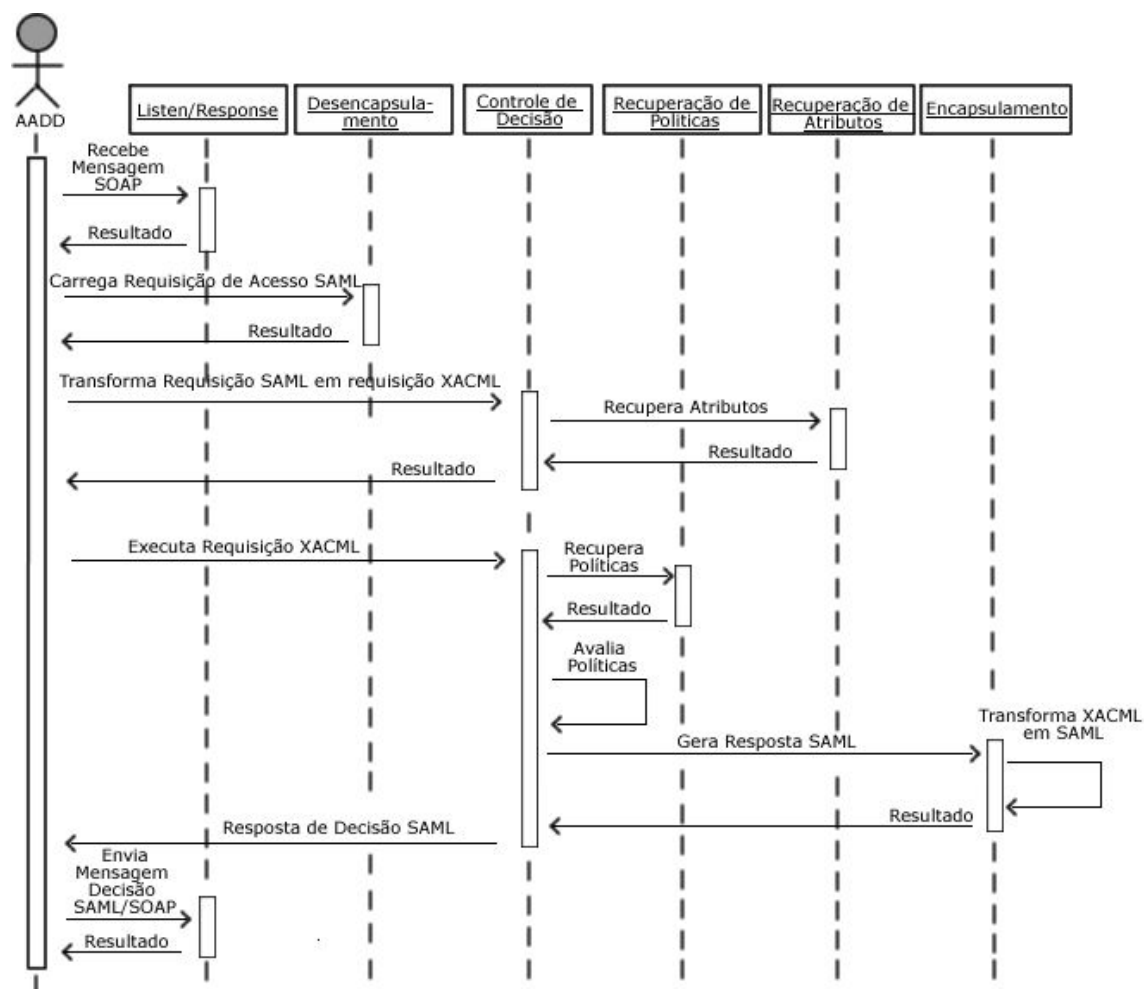 AADD
Listen/Response
Desencapsula-
mento
Controle de
Decisão
Recuperação de
Políticas
Recuperação de
Atributos
Encapsulamento
Recebe
Mensagem
SOAP
Resultado
Carrega Requisição de Acesso SAML
Resultado
Transforma Requisição SAML em requisição XACML
Recupera Atributos
Resultado
Resultado
Executa Requisição XACML
Recupera
Políticas
Resultado
Avalia
Políticas
Gera Resposta SAML
Transforma XACML
em SAML
Resultado
Resposta de Decisão SAML
Envia
Mensagem
Decisão
SAML/SOAP
Resultado